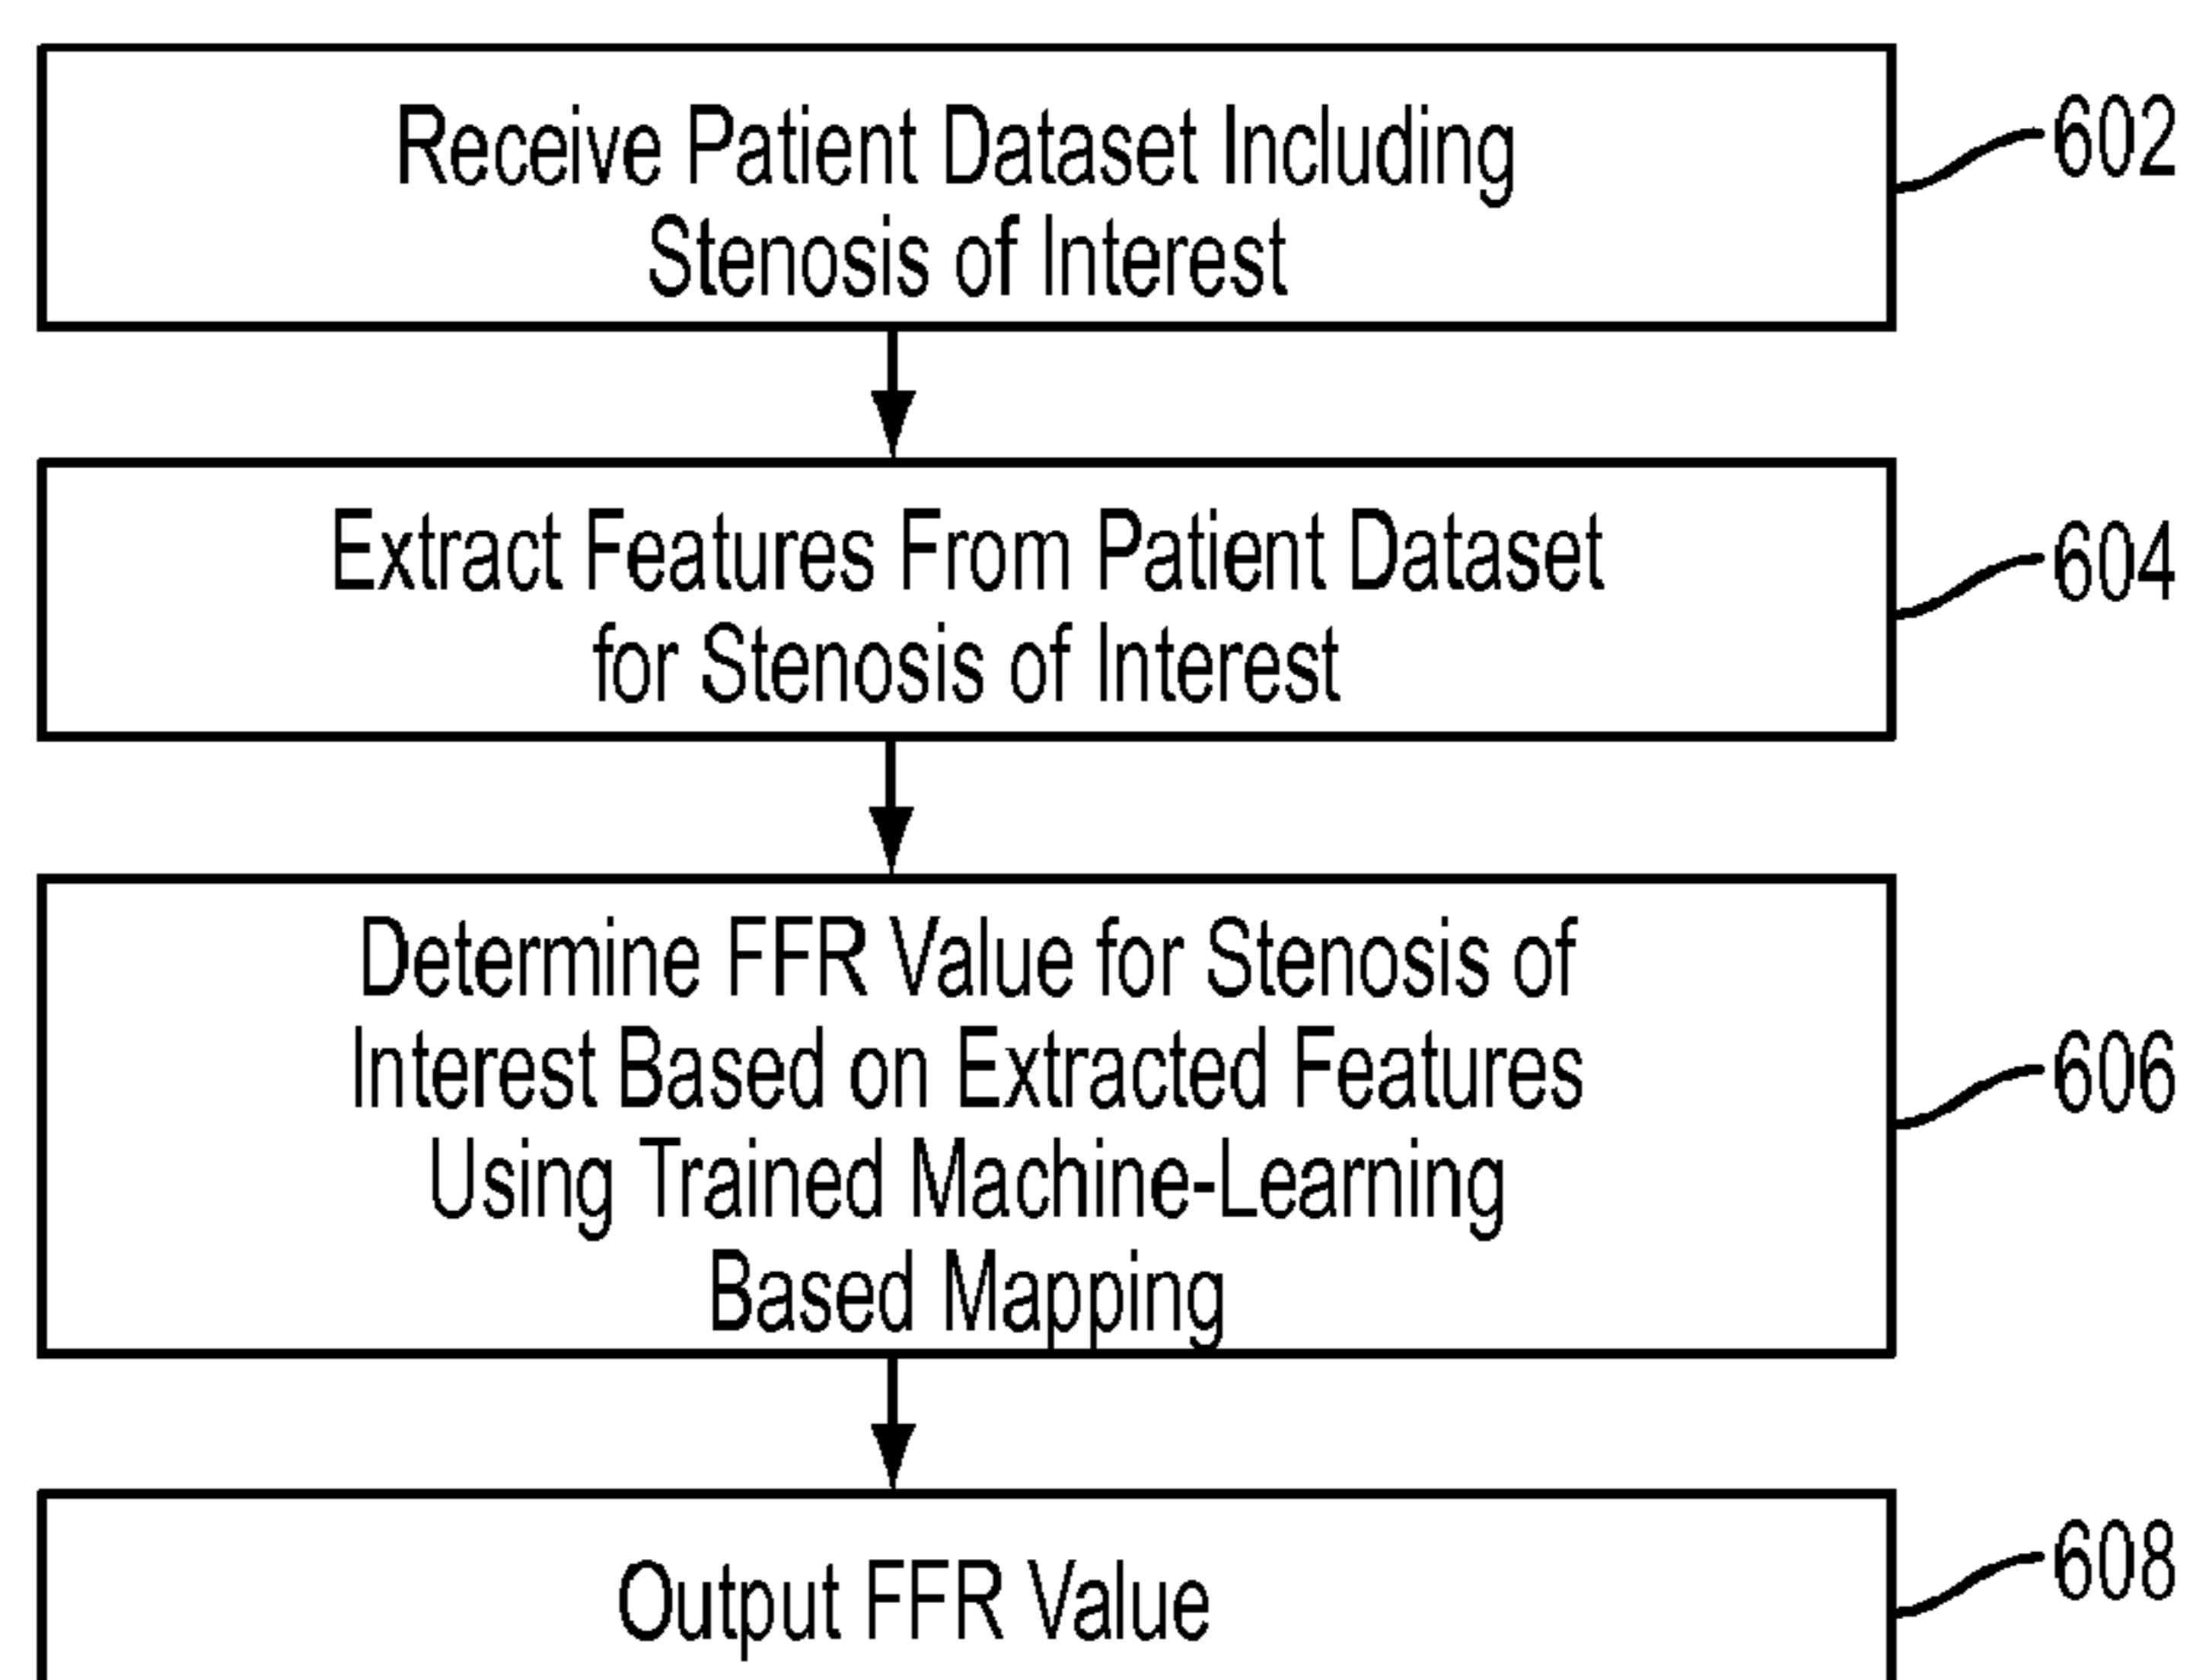 Receive Patient Dataset Including
Stenosis of Interest
602
Extract Features From Patient Dataset
for Stenosis of Interest
604
Determine FFR Value for Stenosis of
Interest Based on Extracted Features
Using Trained Machine-Learning
Based Mapping
606
Output FFR Value
608